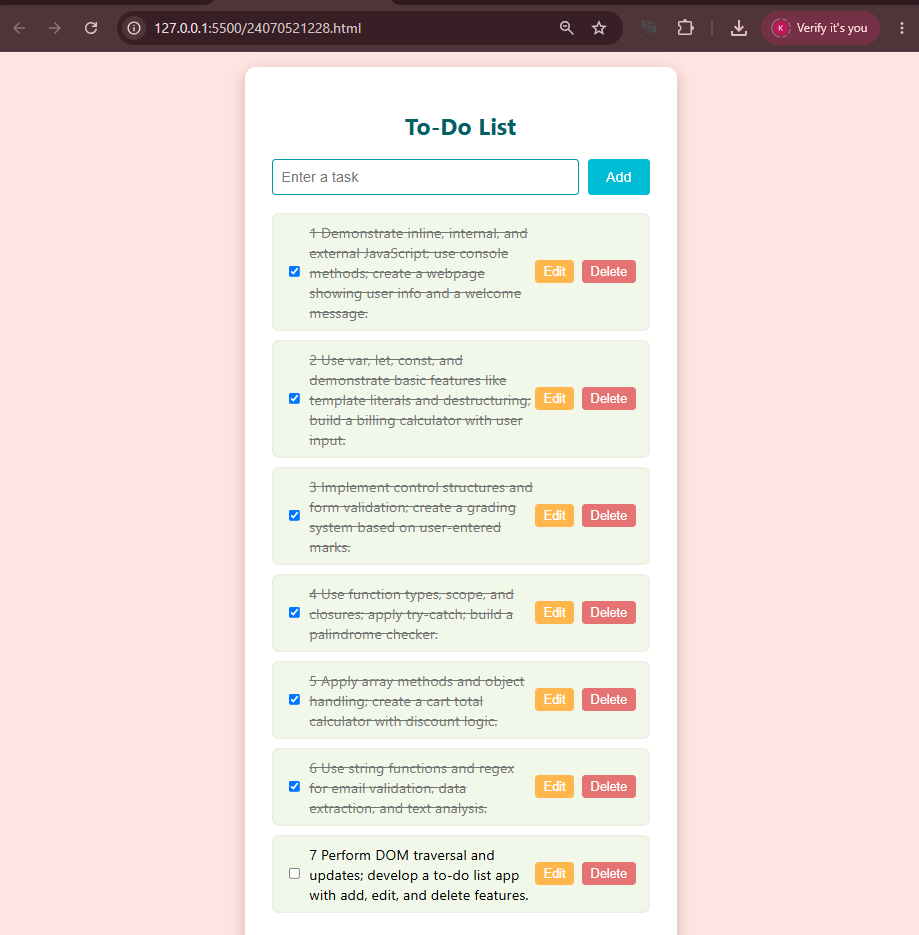 127.0.0.1:5500/24070521228.html
K
Verify it's you
To-Do List
Enter a task
Add
1 Demonstrate inline, internal, and
external JavaScript; use console
methods; create a webpage
showing user info and a welcome
message.
Edit
Delete
2 Use var, let, const, and
demonstrate basic features like
template literals and destructuring;
build a billing calculator with user
input.
Edit
Delete
3 Implement control structures and
form validation; create a grading
system based on user-entered
marks.
Edit
Delete
4 Use function types, scope, and
closures; apply try-catch; build a
palindrome checker.
Edit
Delete
5 Apply array methods and object
handling; create a cart total
calculator with discount logic.
Edit
Delete
6 Use string functions and regex
for email validation, data
extraction, and text analysis.
Edit
Delete
7 Perform DOM traversal and
updates; develop a to-do list app
with add, edit, and delete features.
Edit
Delete